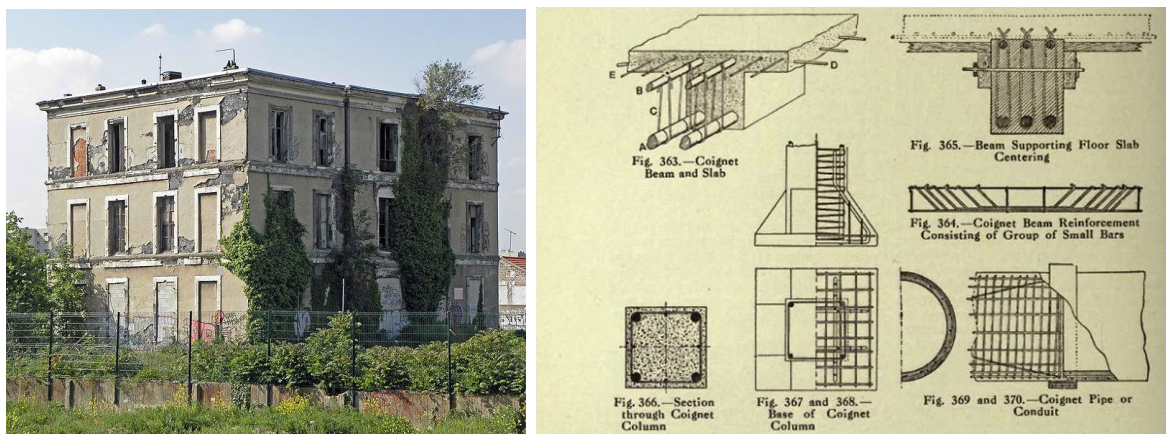 E
B
C
D
A
Fig. 363.—Coignet
Beam and Slab
Fig. 365.—Beam Supporting Floor Slab
Centering
Fig. 364.—Coignet Beam Reinforcement
Consisting of Group of Small Bars
Fig. 366.—Section
through Coignet
Column
Fig. 367 and 368.—
Base of Coignet
Column
Fig. 369 and 370.—Coignet Pipe or
Conduit